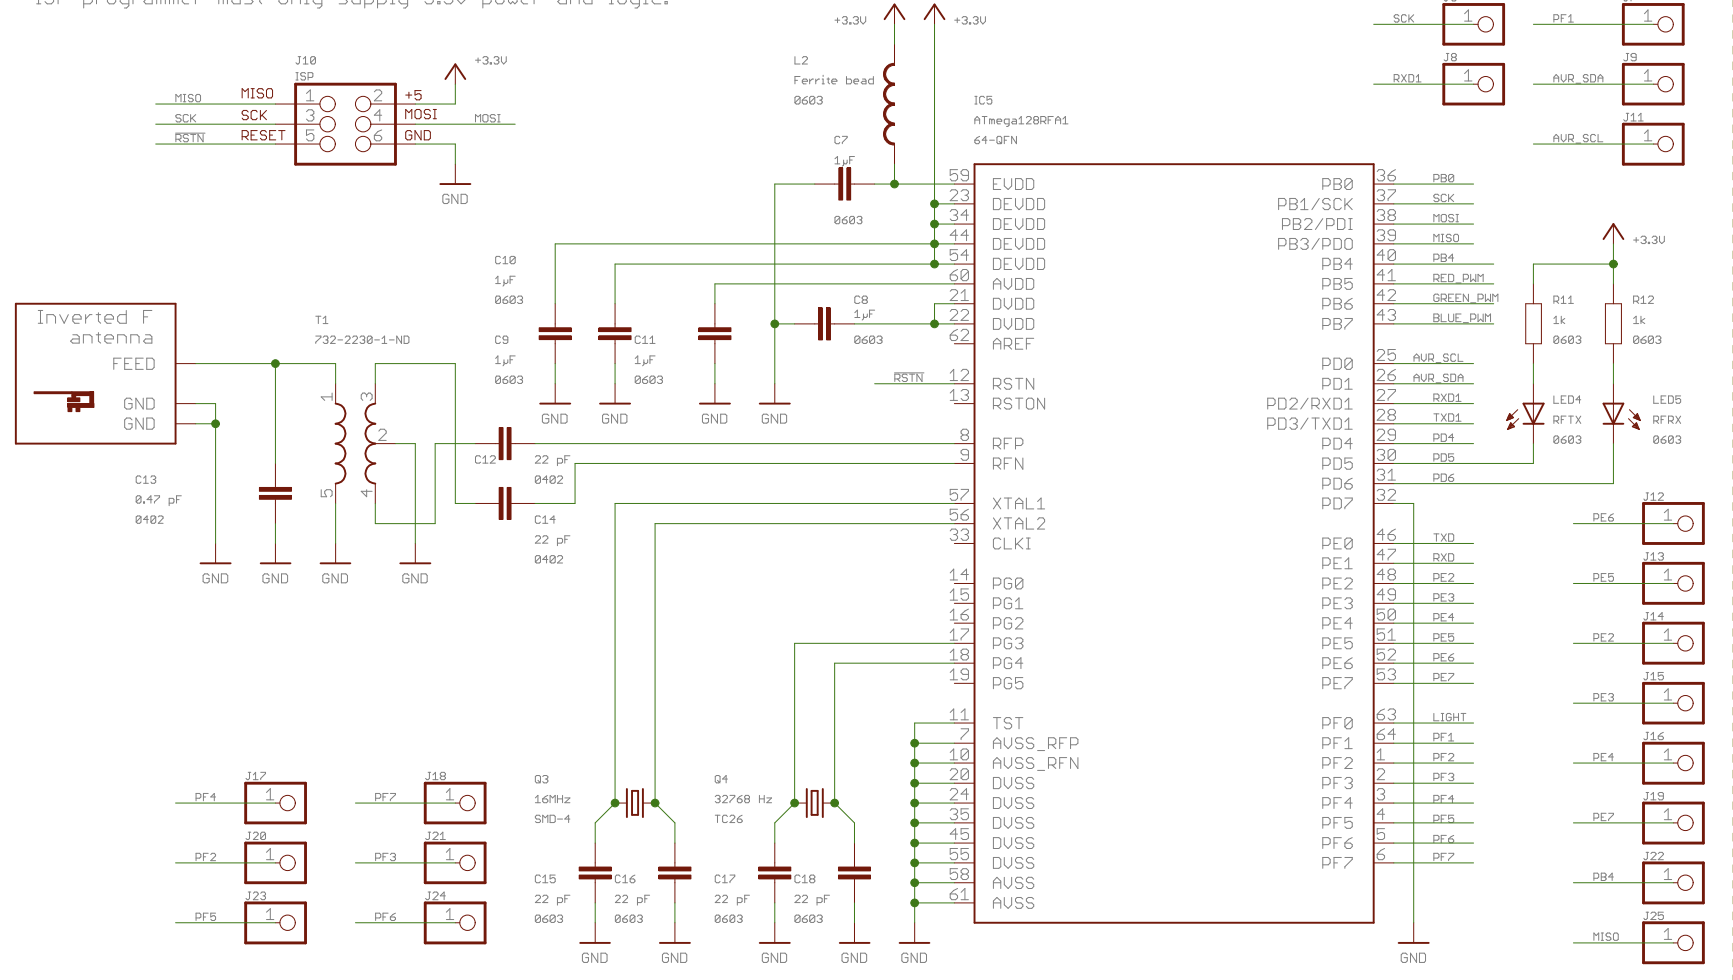 ISP programmer must only supply 3.3V power and logic.
J10
ISP
+3.3V
MISO MISO 1 2 +5
SCK SCK 3 4 MOSI MOSI
RSTN RESET 5 6 GND
GND
+3.3V
+3.3V
L2
Ferrite bead
0603
C7
1µF
0603
IC5
ATmega128RFA1
64-QFN
59 EVDD
23 DEVDD
34 DEVDD
44 DEVDD
54 DEVDD
60 AVDD
21 DVDD
22 DVDD
62 AREF
RSTN 12 RSTN
13 RSTON
8 RFP
9 RFN
57 XTAL1
56 XTAL2
33 CLKI
14 PG0
15 PG1
16 PG2
17 PG3
18 PG4
19 PG5
11 TST
7 AVSS_RFP
10 AVSS_RFN
20 DVSS
24 DVSS
35 DVSS
45 DVSS
55 DVSS
58 AVSS
61 AVSS
PB0 36 PB0
PB1/SCK 37 SCK
PB2/PDI 38 MOSI
PB3/PDO 39 MISO
PB4 40 PB4
PB5 41 RED_PWM
PB6 42 GREEN_PWM
PB7 43 BLUE_PWM
PD0 25 AVR_SCL
PD1 26 AVR_SDA
PD2/RXD1 27 RXD1
PD3/TXD1 28 TXD1
PD4 29 PD4
PD5 30 PD5
PD6 31 PD6
PD7 32
PE0 46 TXD
PE1 47 RXD
PE2 48 PE2
PE3 49 PE3
PE4 50 PE4
PE5 51 PE5
PE6 52 PE6
PE7 53 PE7
PF0 63 LIGHT
PF1 64 PF1
PF2 1 PF2
PF3 2 PF3
PF4 3 PF4
PF5 4 PF5
PF6 5 PF6
PF7 6 PF7
GND
C10
1µF
0603
C9
1µF
0603
C11
1µF
0603
C8
1µF
0603
GND
GND
GND
GND
Inverted F
antenna
FEED
GND
GND
T1
732-2230-1-ND
1
5
3
2
4
C13
0.47 pF
0402
C12
22 pF
0402
C14
22 pF
0402
GND
GND
GND
GND
Q3
16MHz
SMD-4
Q4
32768 Hz
TC26
C15
22 pF
0603
C16
22 pF
0603
C17
22 pF
0603
C18
22 pF
0603
GND
GND
GND
GND
GND
J17
PF4 1
J18
PF7 1
J20
PF2 1
J21
PF3 1
J23
PF5 1
J24
PF6 1
SCK 1
PF1 1
J8
RXD1 1
J9
AVR_SDA 1
J11
AVR_SCL 1
+3.3V
R11
1k
0603
R12
1k
0603
LED4
RFTX
0603
LED5
RFRX
0603
J12
PE6 1
J13
PE5 1
J14
PE2 1
J15
PE3 1
J16
PE4 1
J19
PE7 1
J22
PB4 1
J25
MISO 1